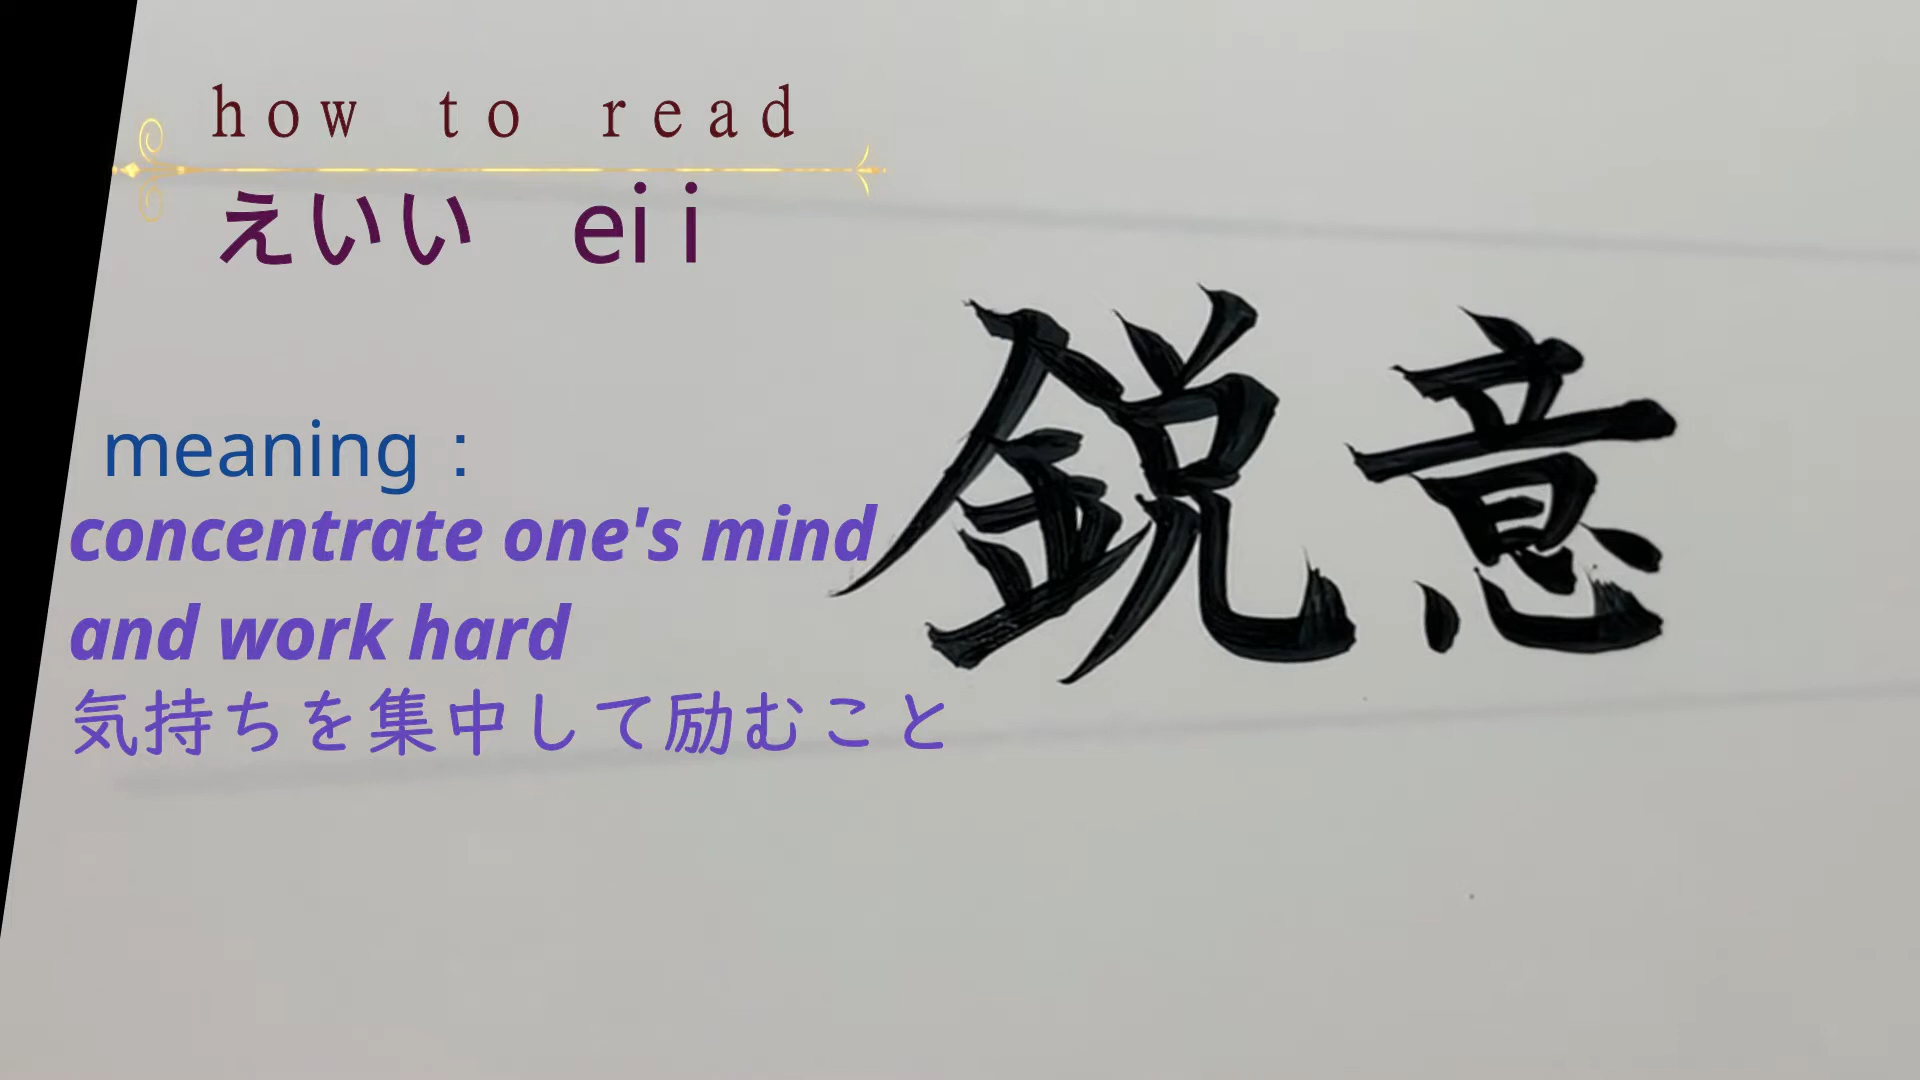 how to read
えいい　eii
meaning：
concentrate one's mind
and work hard
気持ちを集中して励むこと
鋭意